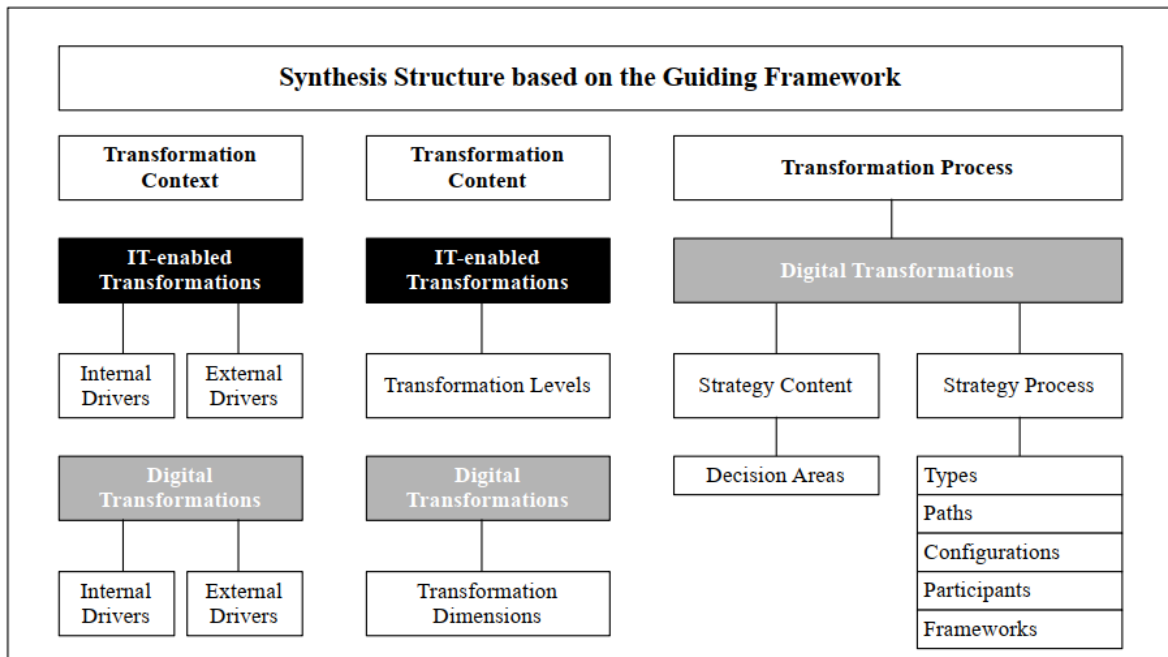 Synthesis Structure based on the Guiding Framework
Transformation
Context
Transformation
Content
Transformation Process
IT-enabled
Transformations
IT-enabled
Transformations
Digital Transformations
Internal
Drivers
External
Drivers
Transformation Levels
Strategy Content
Strategy Process
Digital
Transformations
Digital
Transformations
Decision Areas
Types
Paths
Configurations
Participants
Frameworks
Internal
Drivers
External
Drivers
Transformation
Dimensions